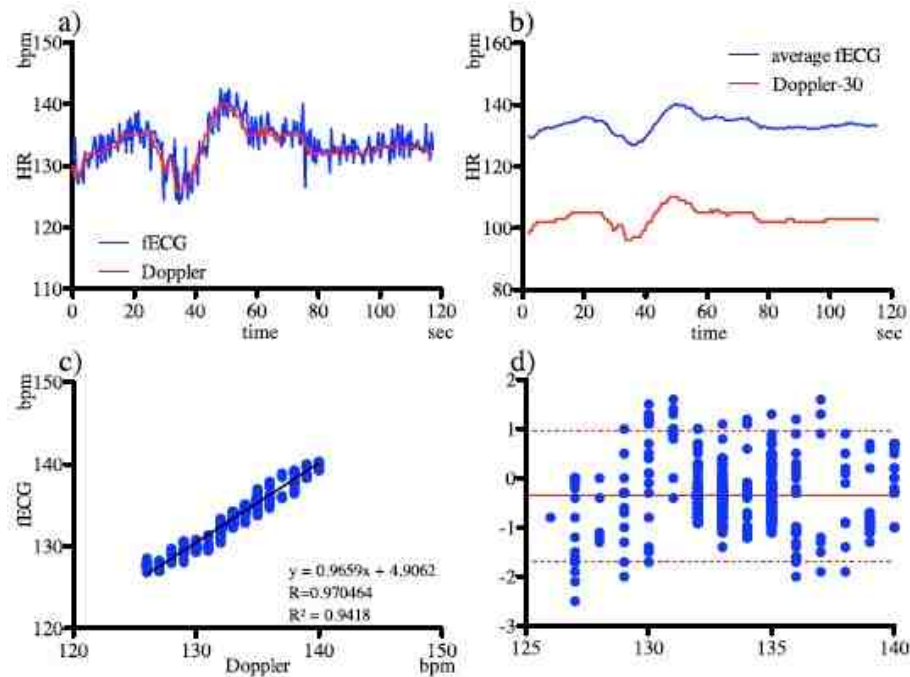 a)
bpm
150
140
130
120
110
HR
fECG
Doppler
0 20 40 60 80 100 120
time sec
b)
bpm
160
140
120
100
80
HR
average fECG
Doppler-30
0 20 40 60 80 100 120
time sec
c)
bpm
150
140
130
120
fECG
y = 0.9659x + 4.9062
R=0.970464
R² = 0.9418
120 130 140 150
Doppler bpm
d)
2
1
0
-1
-2
-3
125 130 135 140